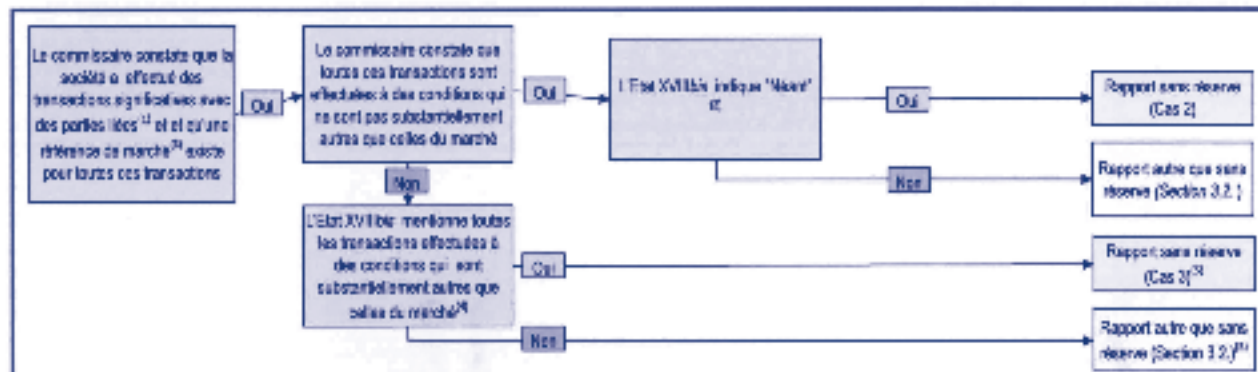 Le commissaire constate que la
société a effectué des
transactions significatives avec
des parties liées et et qu'une
référence de marché existe
pour toutes ces transactions
Oui
Le commissaire constate que
toutes ces transactions sont
effectuées à des conditions qui
ne sont pas substantiellement
autres que celles du marché
Oui
L'Etat XVIIIbis indique "Néant"
Oui
Rapport sans réserve
(Cas 2)
Non
Rapport autre que sans
réserve (Section 3.2.)
Non
L'Etat XVIIIbis mentionne toutes
les transactions effectuées à
des conditions qui sont
substantiellement autres que
celles du marché
Oui
Rapport sans réserve
(Cas 3)
Non
Rapport autre que sans
réserve (Section 3.2.)